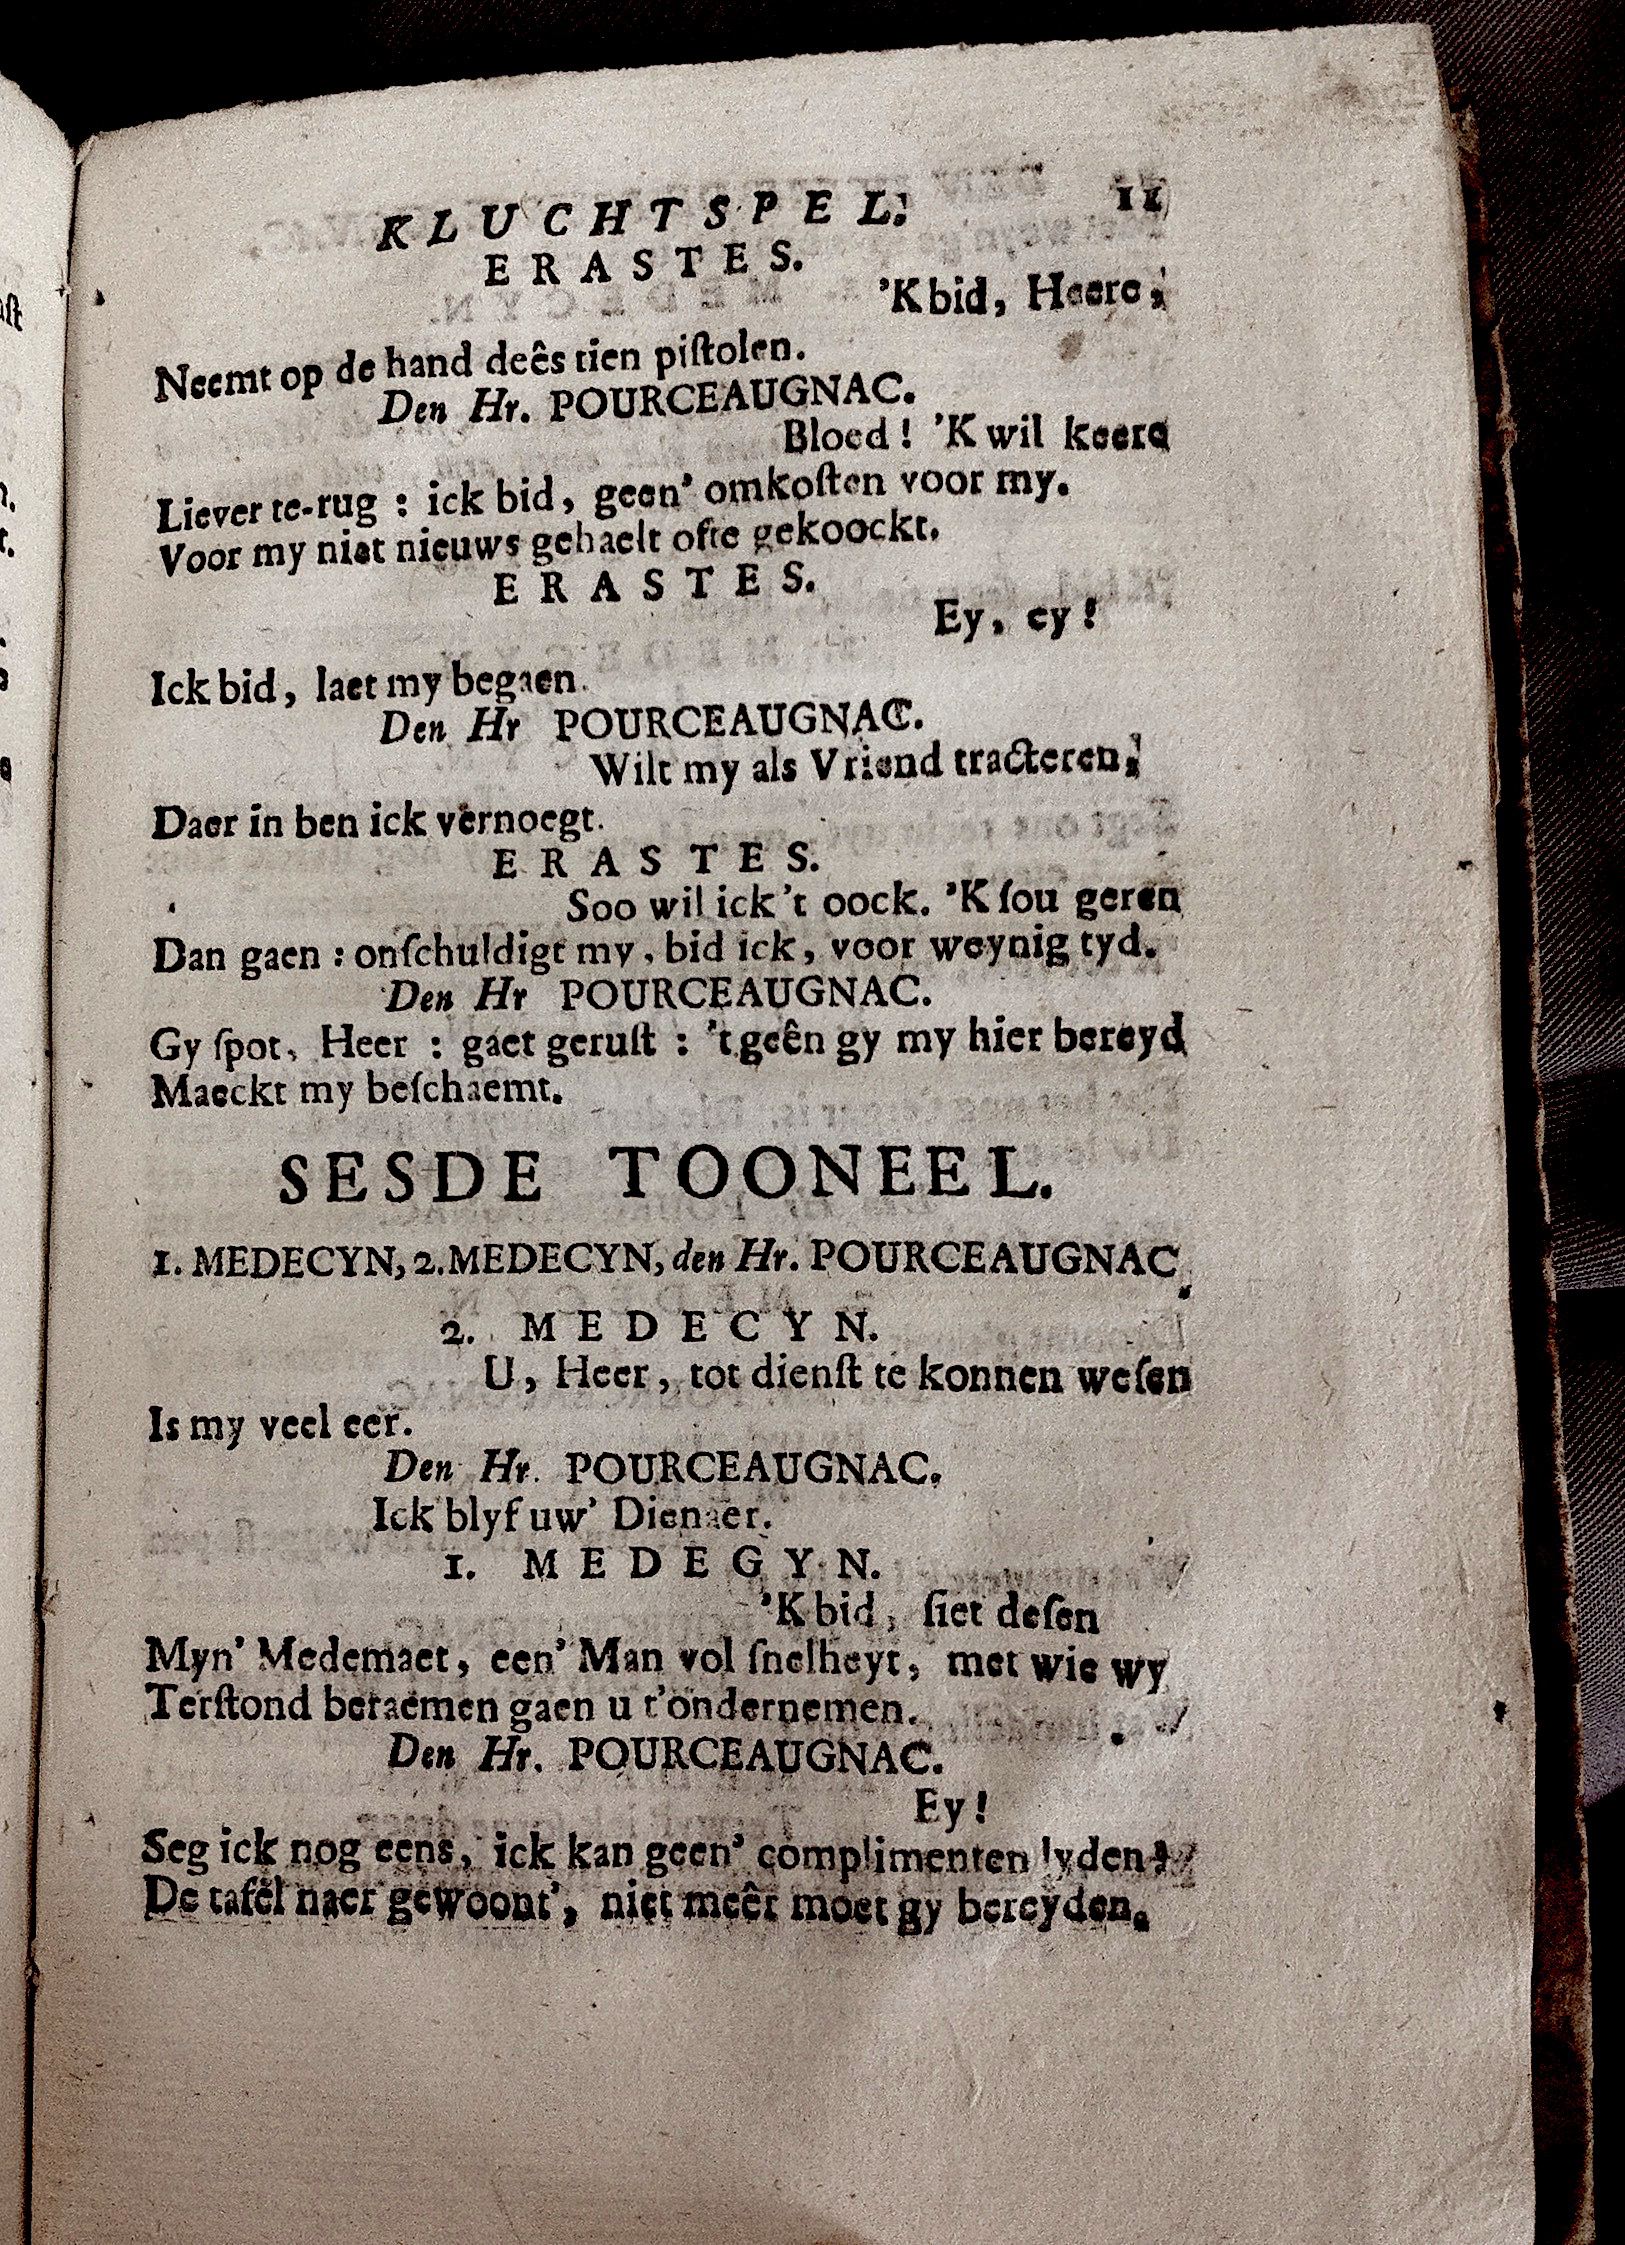 KLUCHTSPEL. 11
ERASTES.
'K bid, Heere,
Neemt op de hand deês tien piſtolen.
Den Hr. POURCEAUGNAC.
Bloed! 'K wil keere
Liever te-rug : ick bid, geen' omkoſten voor my.
Voor my niet nieuws gehaelt ofte gekoockt.
ERASTES.
Ey, ey!
Ick bid, laet my begaen.
Den Hr POURCEAUGNAC.
Wilt my als Vriend tracteren,
Daer in ben ick vernoegt.
ERASTES.
Soo wil ick 't oock. 'K ſou geren
Dan gaen : onſchuldigt my, bid ick, voor weynig tyd.
Den Hr POURCEAUGNAC.
Gy ſpot, Heer : gaet geruſt : 't geên gy my hier bereyd
Maeckt my beſchaemt.
SESDE TOONEEL.
1. MEDECYN, 2. MEDECYN, den Hr. POURCEAUGNAC.
2. MEDECYN.
U, Heer, tot dienſt te konnen weſen
Is my veel eer.
Den Hr. POURCEAUGNAC.
Ick blyf uw' Dienaer.
1. MEDEGYN.
'K bid, ſiet deſen
Myn' Medemaet, een' Man vol ſnelheyt, met wie wy
Terſtond beraemen gaen u t'ondernemen.
Den Hr. POURCEAUGNAC.
Ey!
Seg ick nog eens, ick kan geen' complimenten lyden:
De tafel naer gewoont', niet meêr moet gy bereyden.